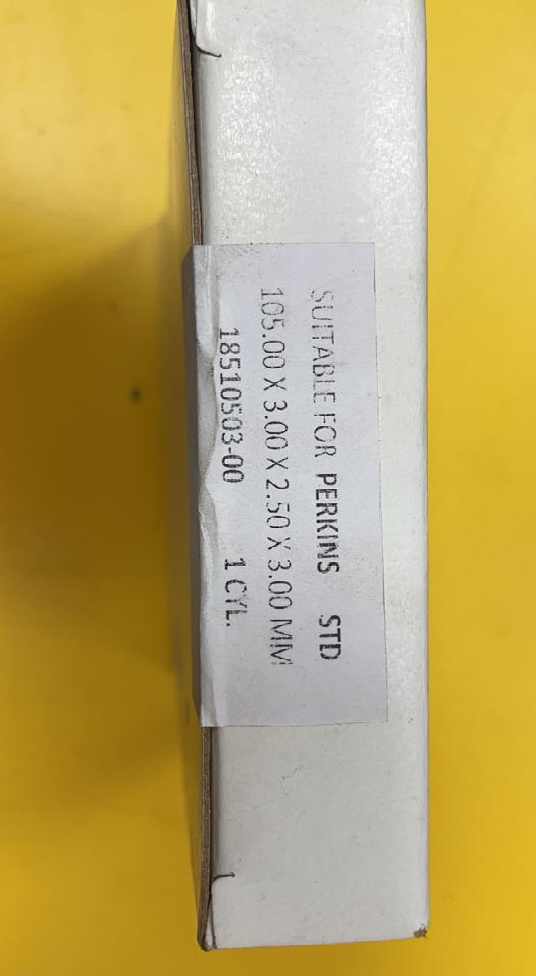 SUITABLE FOR PERKINS STD
105.00 X 3.00 X 2.50 X 3.00 MM
18510503-00 1 CYL.